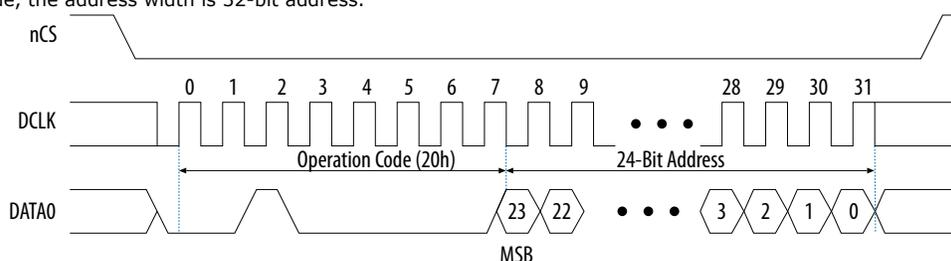 the address width is 32-bit address.
nCS
0 1 2 3 4 5 6 7 8 9 28 29 30 31
DCLK
Operation Code (20h) 24-Bit Address
DATA0 23 22 3 2 1 0
MSB